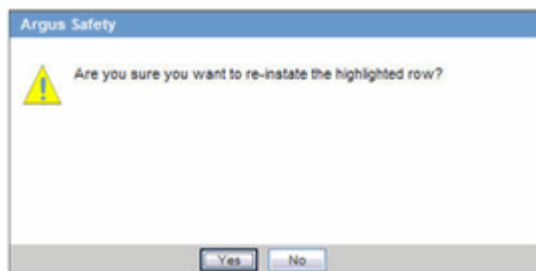 Argus Safety
Are you sure you want to re-instate the highlighted row?
Yes No